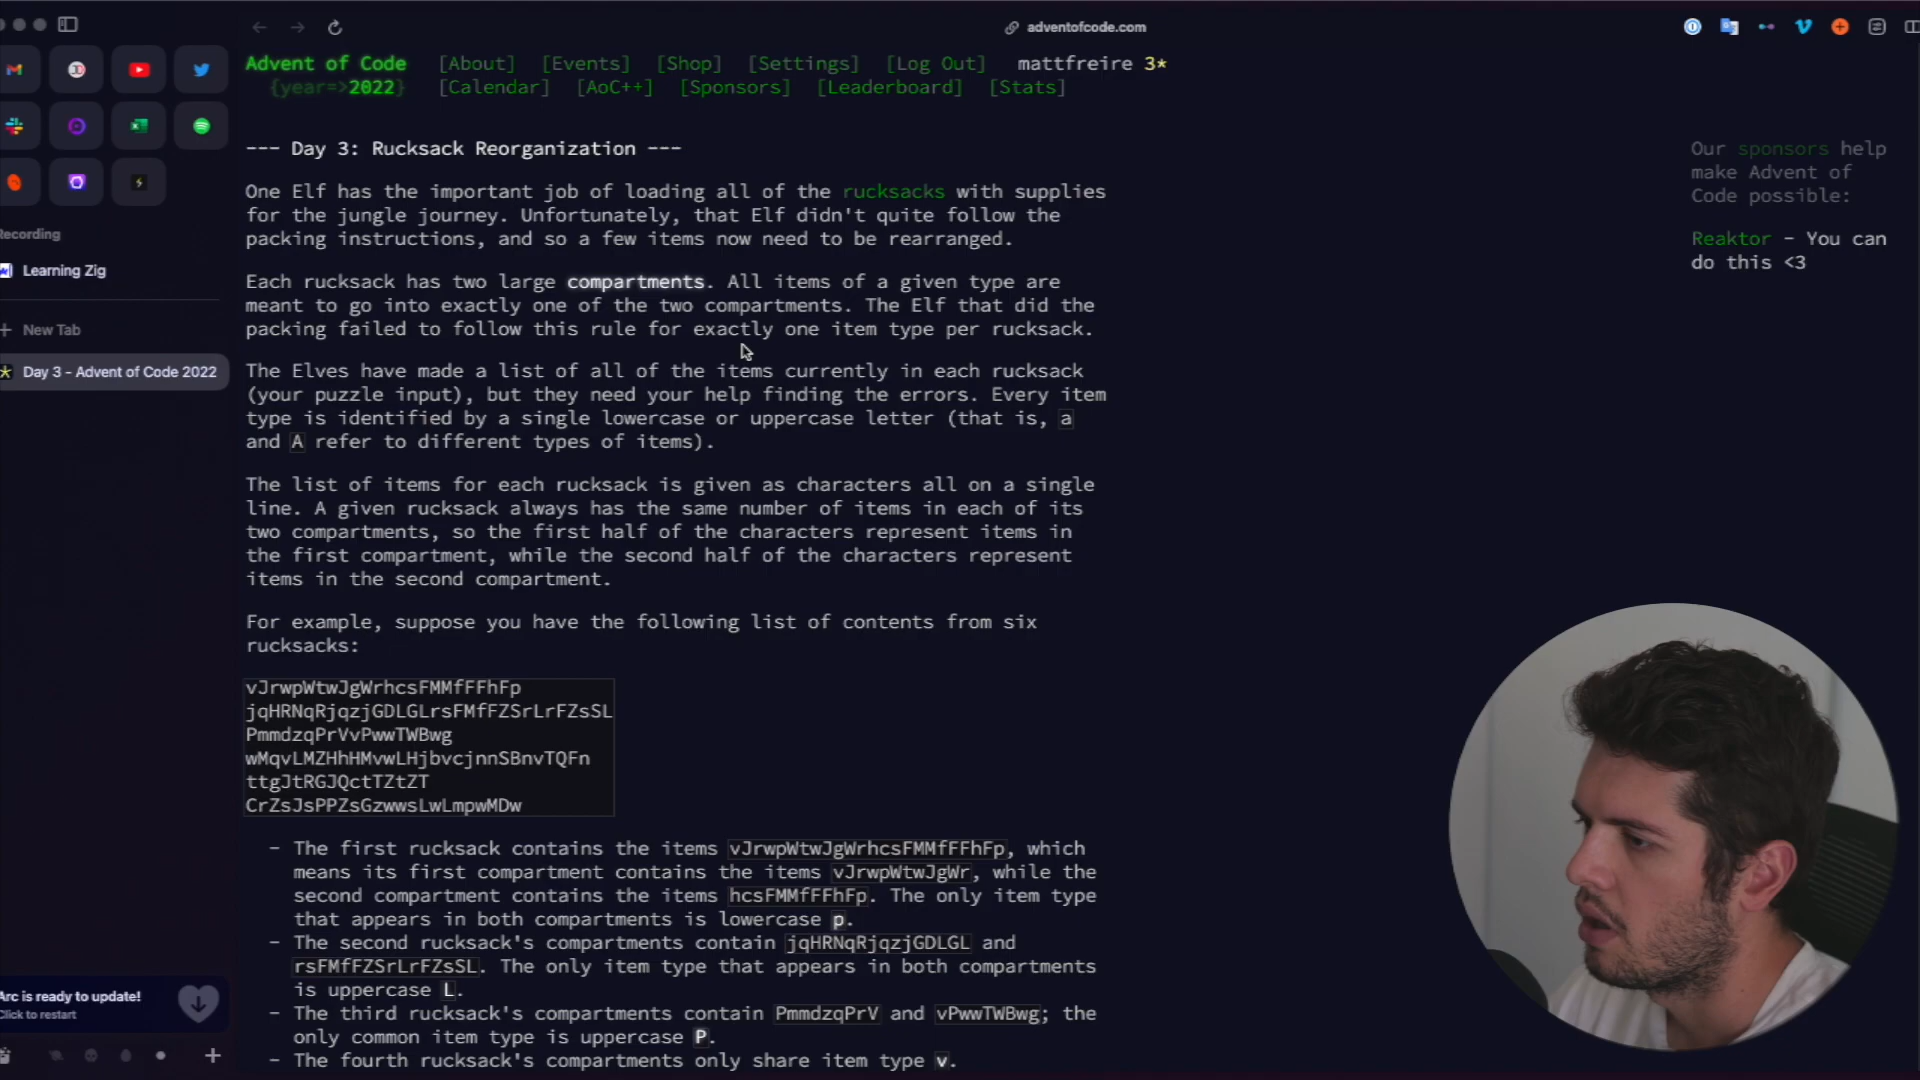 adventofcode.com
Advent of Code [About] [Events] [Shop] [Settings] [Log Out] mattfreire 3*
{year=>2022} [Calendar] [AoC++] [Sponsors] [Leaderboard] [Stats]
Recording
Learning Zig
New Tab
Day 3 - Advent of Code 2022
--- Day 3: Rucksack Reorganization ---
One Elf has the important job of loading all of the rucksacks with supplies
for the jungle journey. Unfortunately, that Elf didn't quite follow the
packing instructions, and so a few items now need to be rearranged.
Each rucksack has two large compartments. All items of a given type are
meant to go into exactly one of the two compartments. The Elf that did the
packing failed to follow this rule for exactly one item type per rucksack.
The Elves have made a list of all of the items currently in each rucksack
(your puzzle input), but they need your help finding the errors. Every item
type is identified by a single lowercase or uppercase letter (that is, a
and A refer to different types of items).
The list of items for each rucksack is given as characters all on a single
line. A given rucksack always has the same number of items in each of its
two compartments, so the first half of the characters represent items in
the first compartment, while the second half of the characters represent
items in the second compartment.
For example, suppose you have the following list of contents from six
rucksacks:
vJrwpWtwJgWrhcsFMMfFFhFp
jqHRNqRjqzjGDLGLrsFMfFZSrLrFZsSL
PmmdzqPrVvPwwTWBwg
wMqvLMZHhHMvwLHjbvcjnnSBnvTQFn
ttgJtRGJQctTZtZT
CrZsJsPPZsGzwwsLwLmpwMDw
- The first rucksack contains the items vJrwpWtwJgWrhcsFMMfFFhFp, which
means its first compartment contains the items vJrwpWtwJgWr, while the
second compartment contains the items hcsFMMfFFhFp. The only item type
that appears in both compartments is lowercase p.
- The second rucksack's compartments contain jqHRNqRjqzjGDLGL and
rsFMfFZSrLrFZsSL. The only item type that appears in both compartments
is uppercase L.
- The third rucksack's compartments contain PmmdzqPrV and vPwwTWBwg; the
only common item type is uppercase P.
- The fourth rucksack's compartments only share item type v.
Our sponsors help
make Advent of
Code possible:
Reaktor - You can
do this <3
Arc is ready to update!
Click to restart